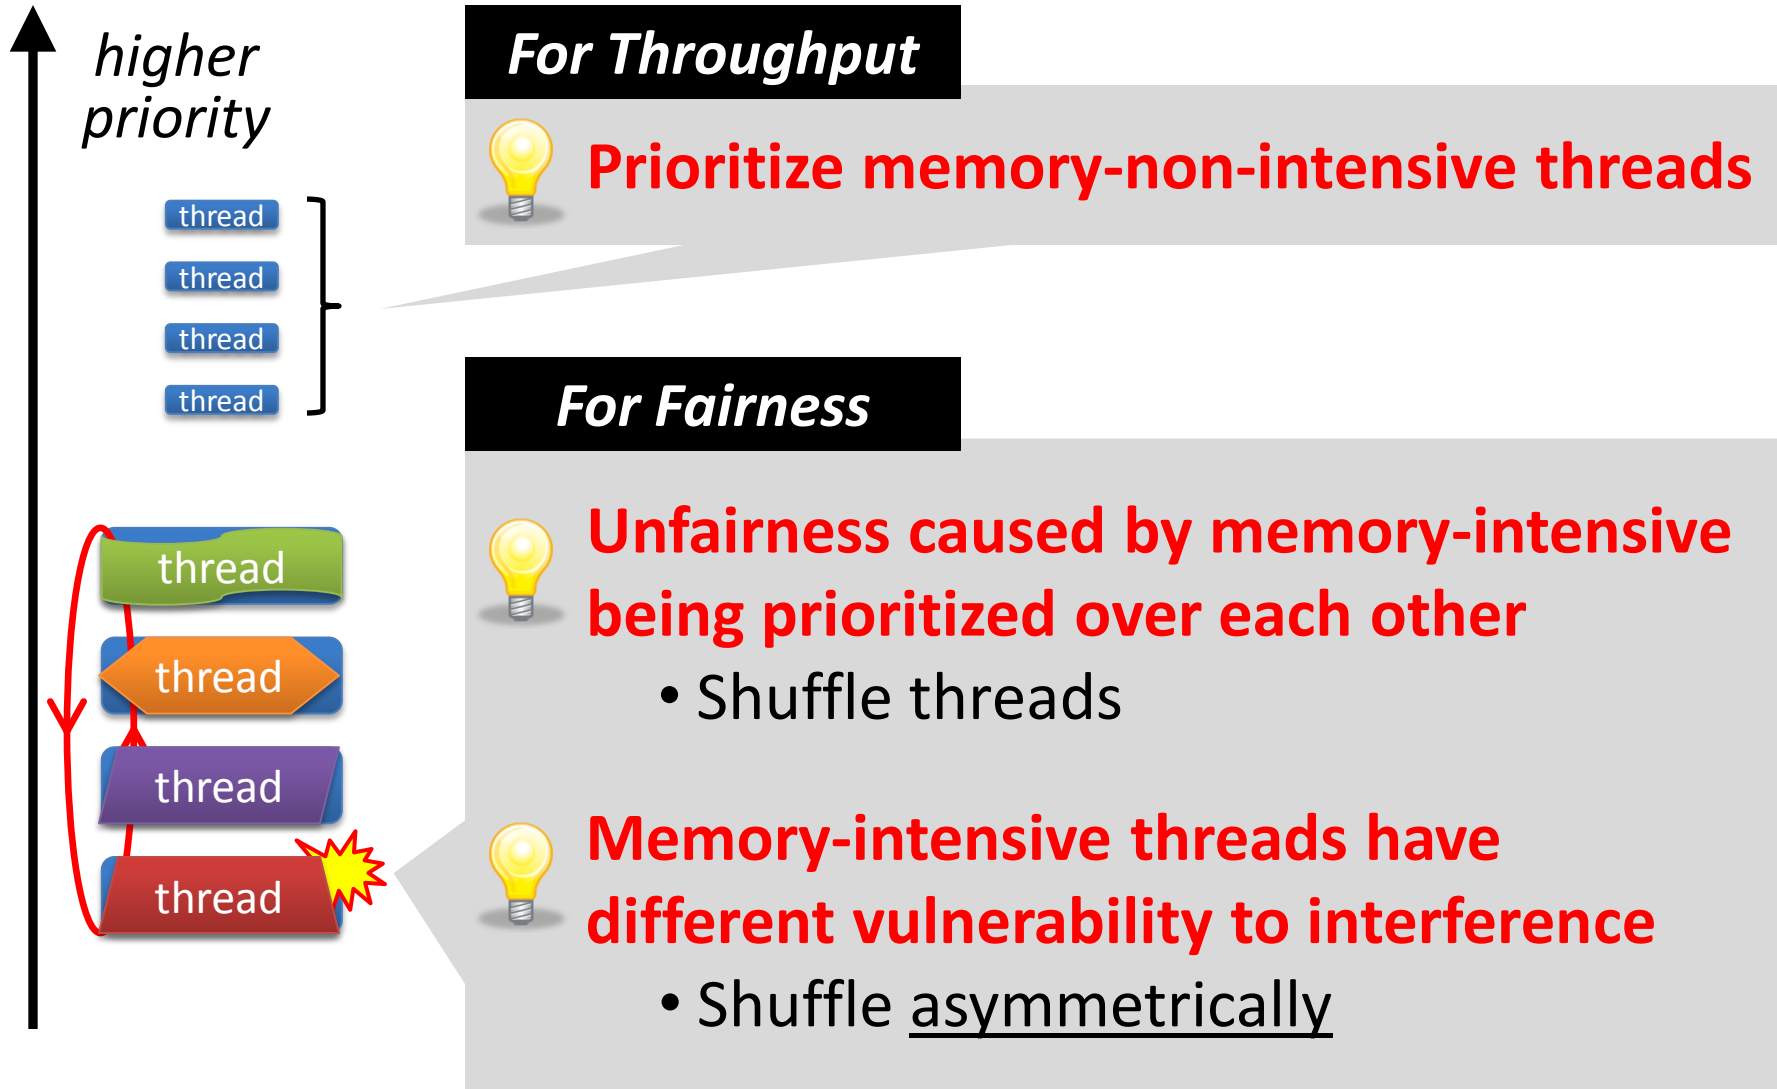 higher
priority
thread
thread
thread
thread
thread
thread
thread
thread
For Throughput
Prioritize memory-non-intensive threads
For Fairness
Unfairness caused by memory-intensive
being prioritized over each other
• Shuffle threads
Memory-intensive threads have
different vulnerability to interference
• Shuffle asymmetrically